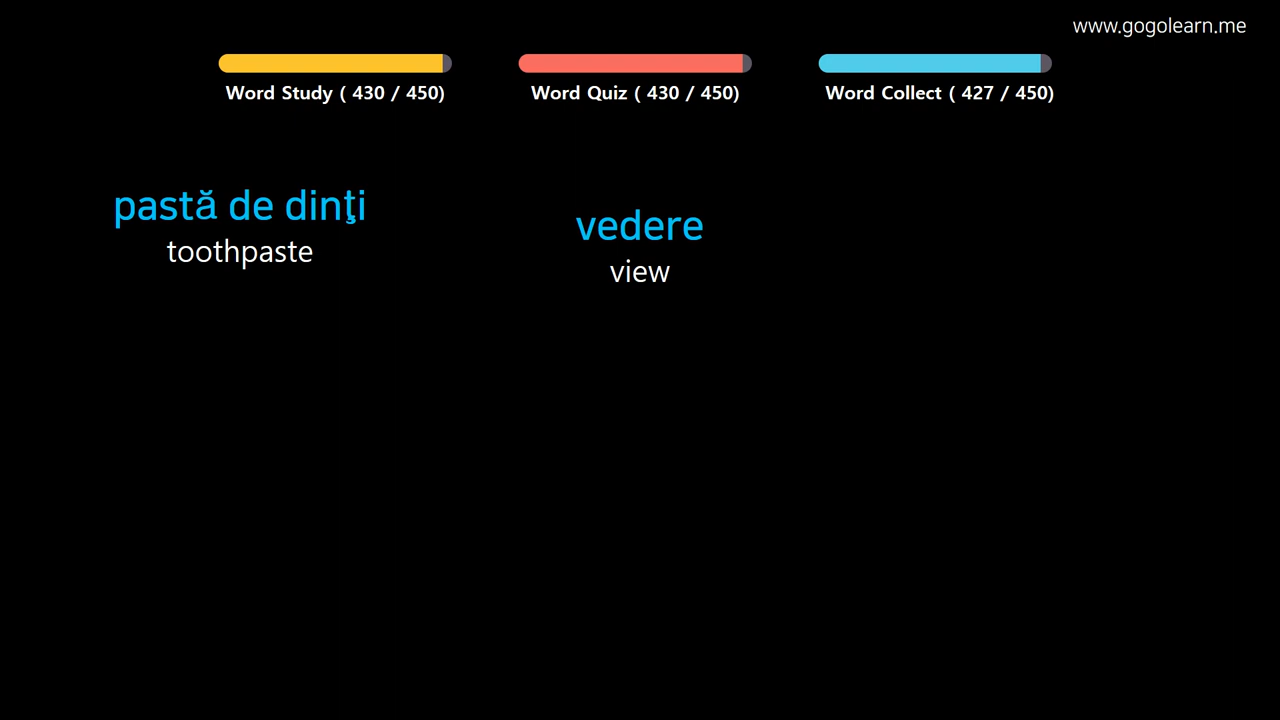 www.gogolearn.me
Word Study ( 430 / 450)
Word Quiz ( 430 / 450)
Word Collect ( 427 / 450)
pastă de dinţi
toothpaste
vedere
view